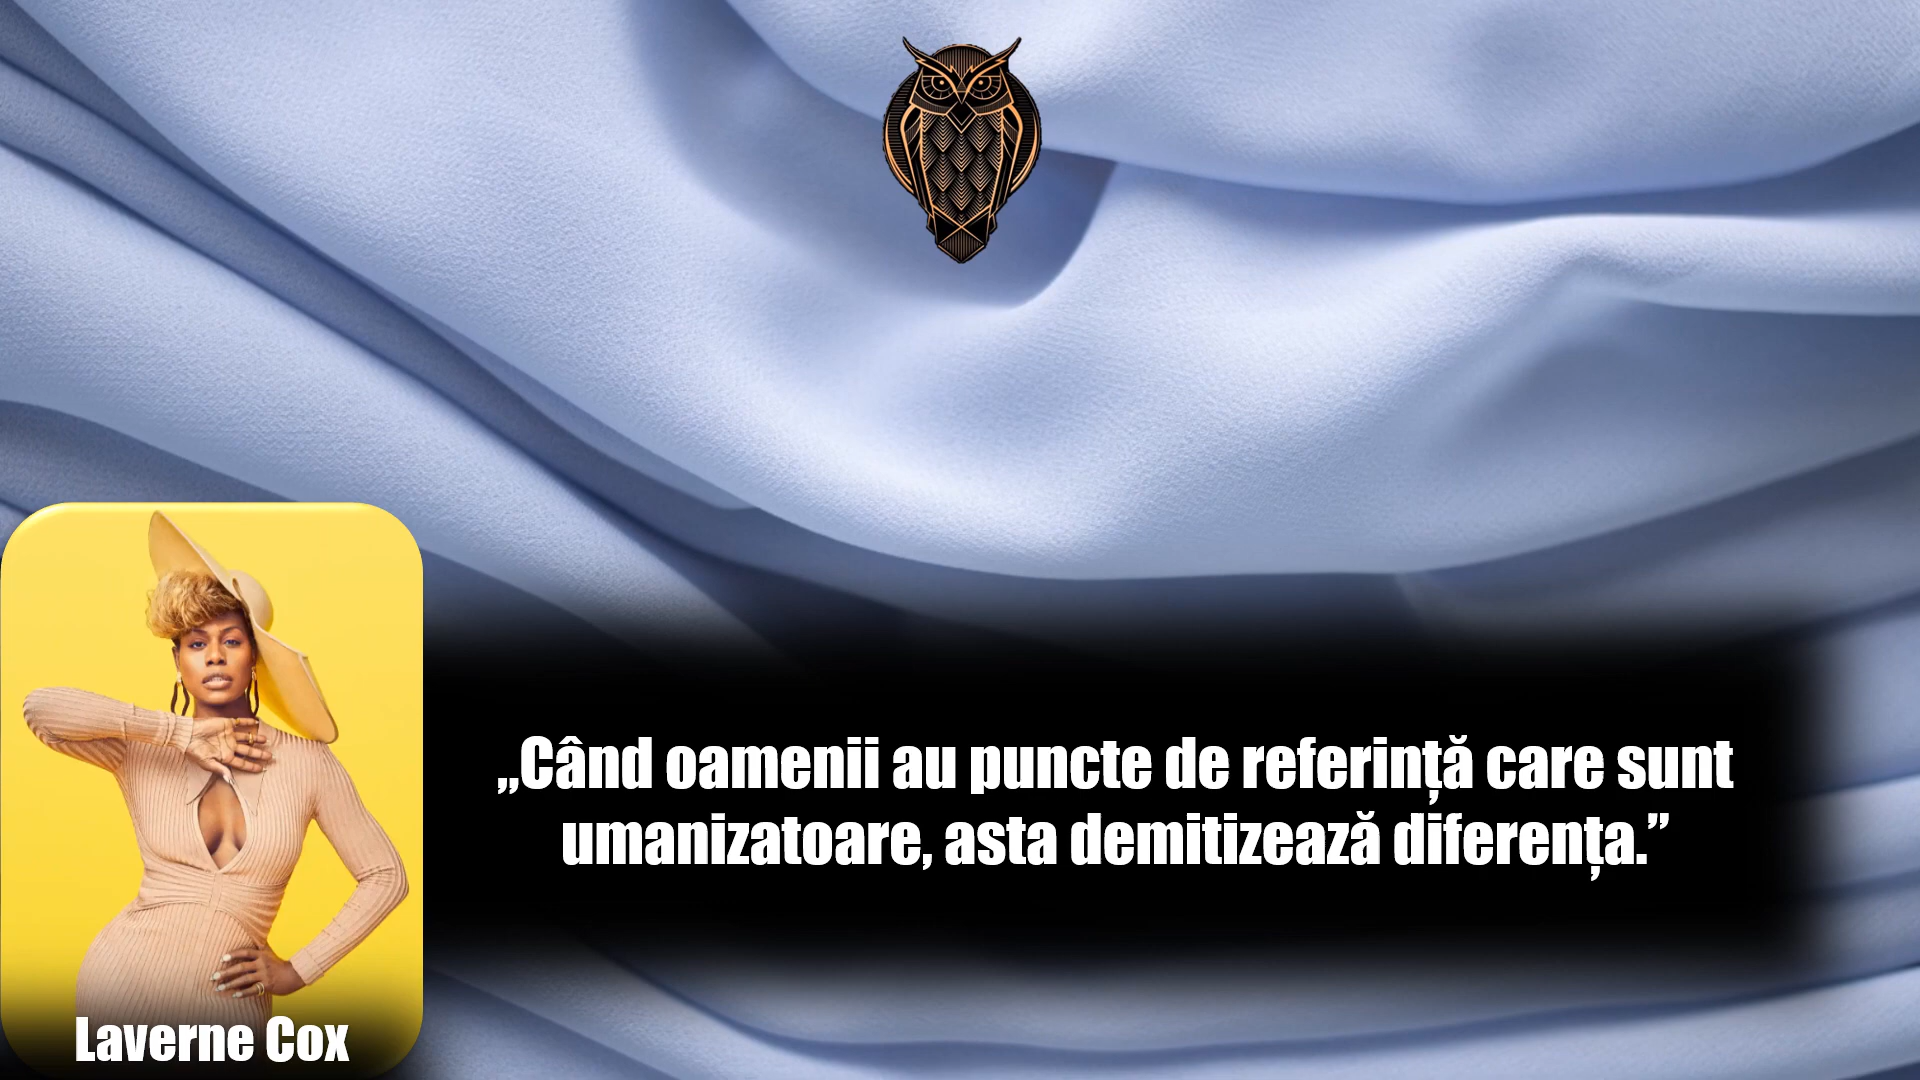 „Când oamenii au puncte de referință care sunt
umanizatoare, asta demitizează diferența.”
Laverne Cox